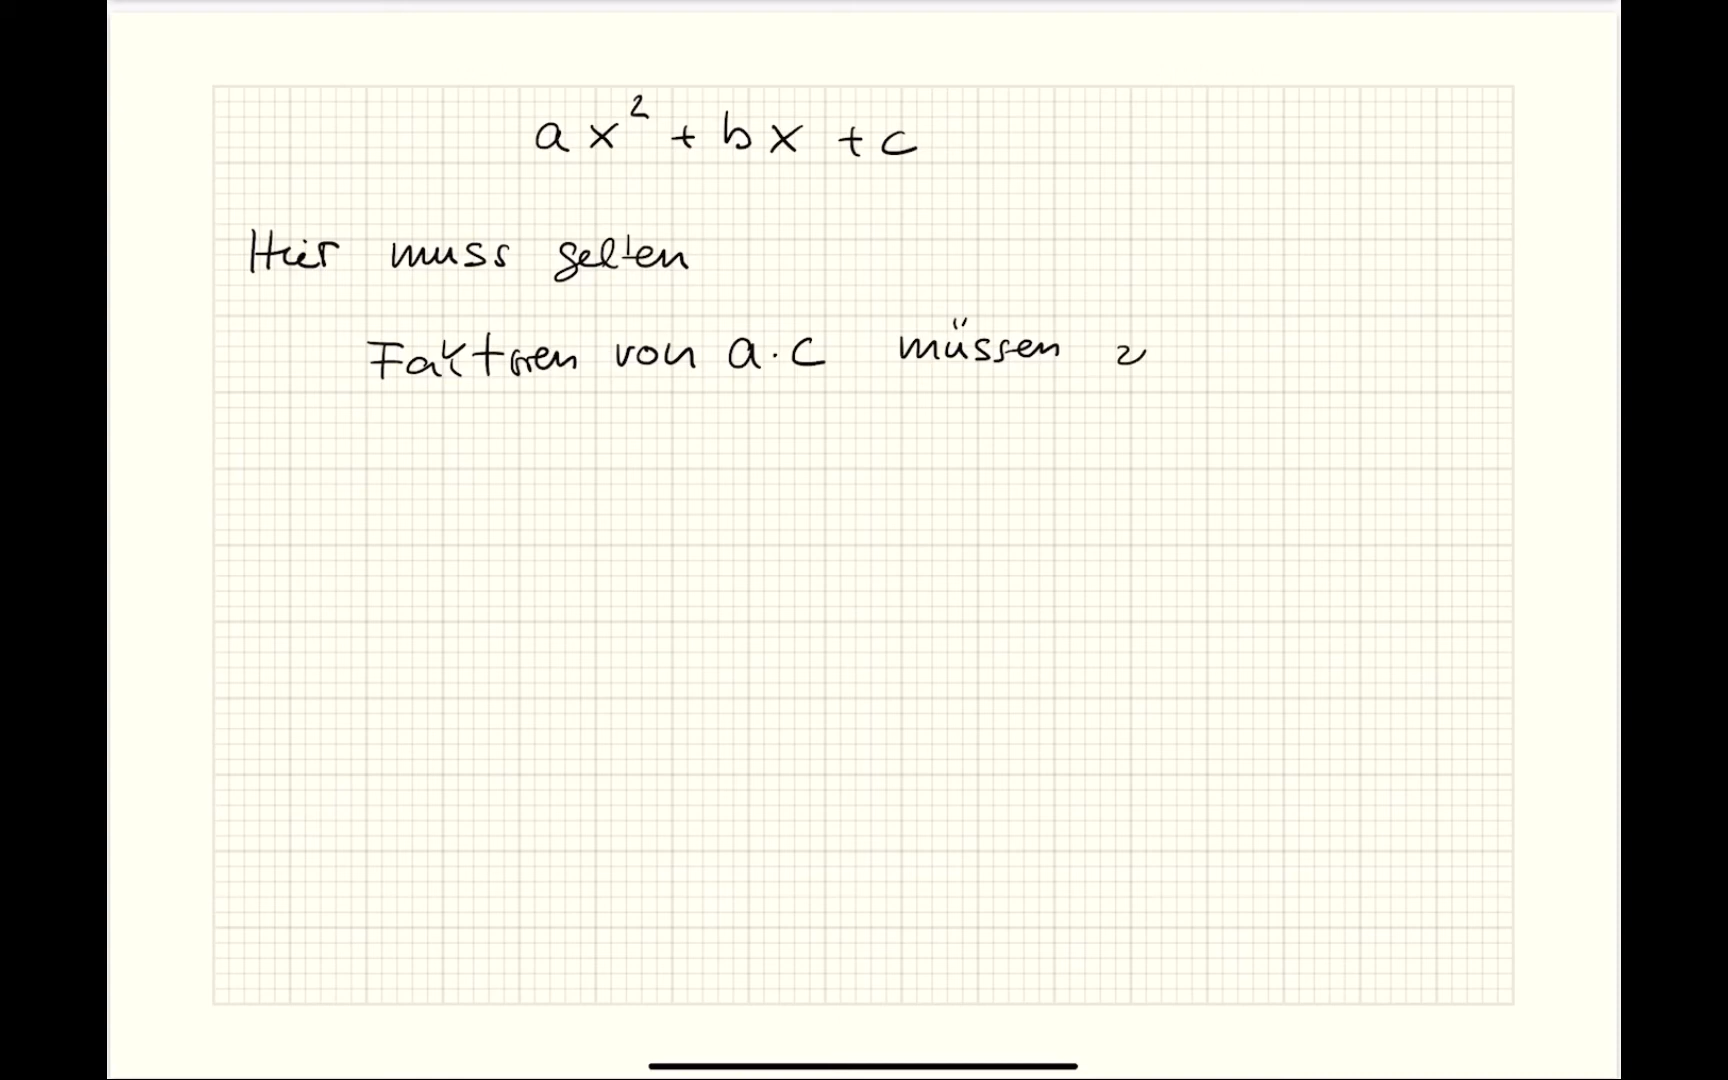 ax² + bx + c
Hier muss gelten
Faktoren von a·c müssen z